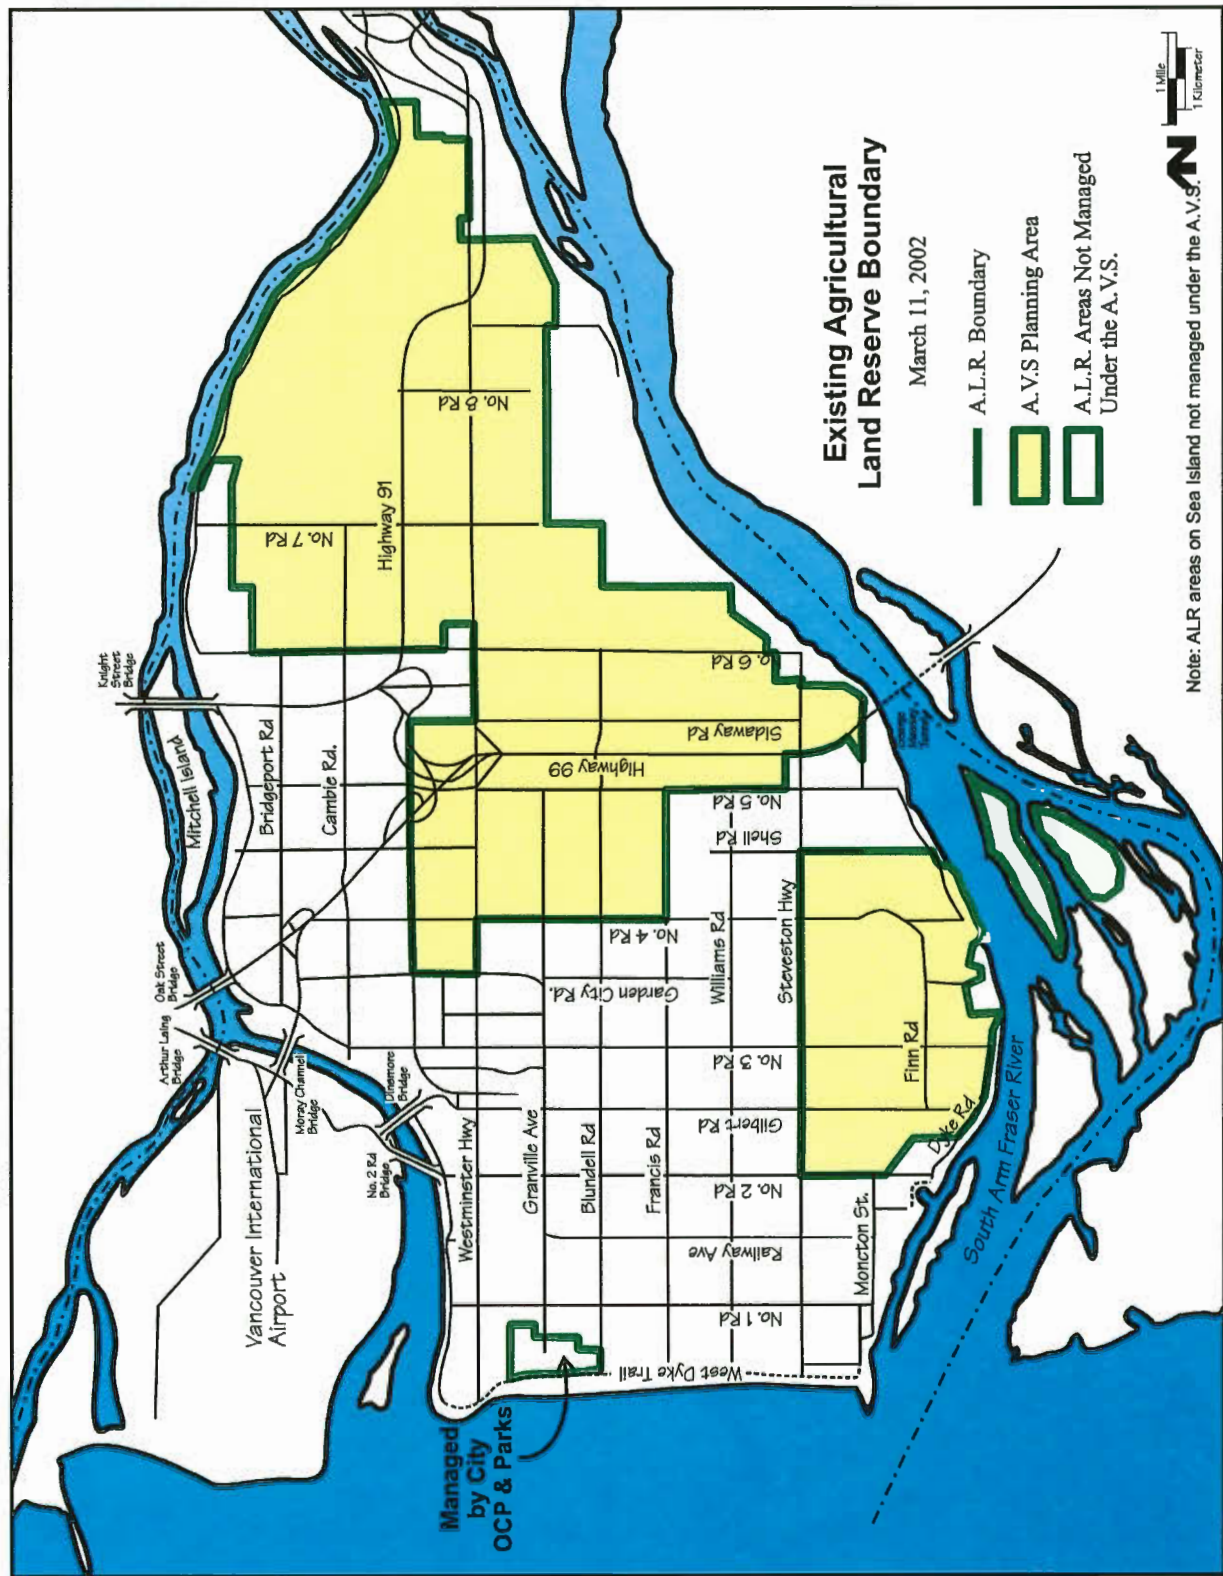 Knight
Street
Bridge
Mitchell Island
Bridgeport Rd
Cambie Rd.
No. 7 Rd
Highway 91
No. 8 Rd
Oak Street
Bridge
Arthur Laing
Bridge
Moray Channel
Bridge
Dinsmore
Bridge
No. 2 Rd
Bridge
Vancouver International
Airport
Westminster Hwy
Granville Ave
Blundell Rd
Francis Rd
Williams Rd
Steveston Hwy
Finn Rd
Moncton St.
Dyke Rd
No. 6 Rd
Sidaway Rd
Highway 99
No. 5 Rd
Shell Rd
No. 4 Rd
Garden City Rd.
No. 3 Rd
Gilbert Rd
No. 2 Rd
Railway Ave
No. 1 Rd
West Dyke Trail
South Arm Fraser River
George
Massey
Tunnel
Managed
by City
OCP & Parks
Existing Agricultural
Land Reserve Boundary
March 11, 2002
A.L.R. Boundary
A.V.S Planning Area
A.L.R. Areas Not Managed
Under the A.V.S.
Note: ALR areas on Sea Island not managed under the A.V.S.
N
1 Mile
1 Kilometer